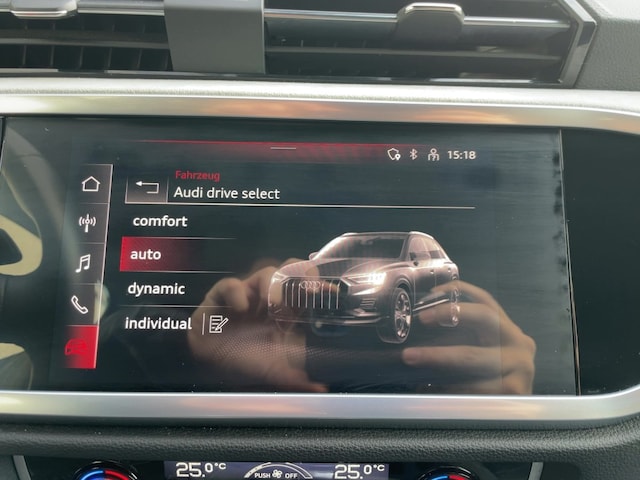 15:18
Fahrzeug
Audi drive select
comfort
auto
dynamic
individual
25.0°C PUSH OFF 25.0°C